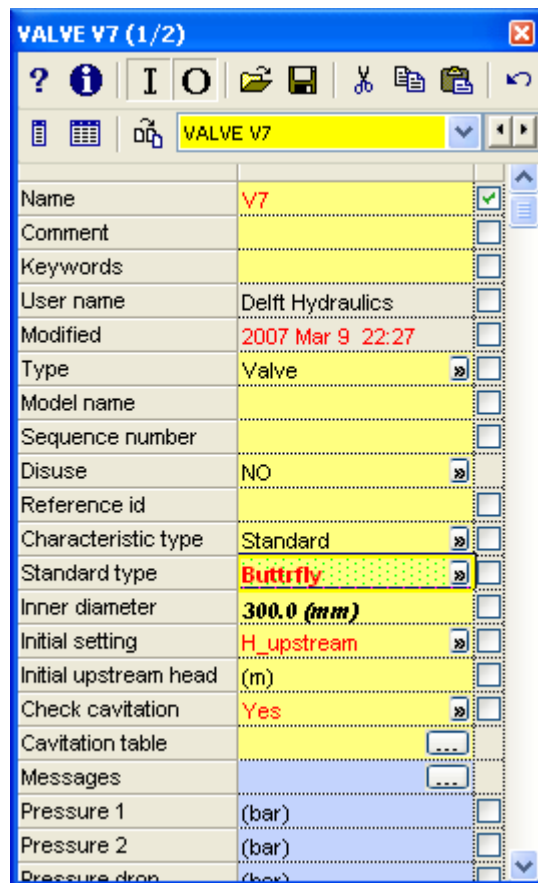 VALVE V7 (1/2)
? i I O
VALVE V7
Name V7
Comment
Keywords
User name Delft Hydraulics
Modified 2007 Mar 9 22:27
Type Valve
Model name
Sequence number
Disuse NO
Reference id
Characteristic type Standard
Standard type Buttrfly
Inner diameter 300.0 (mm)
Initial setting H_upstream
Initial upstream head (m)
Check cavitation Yes
Cavitation table ...
Messages ...
Pressure 1 (bar)
Pressure 2 (bar)
Pressure drop (bar)